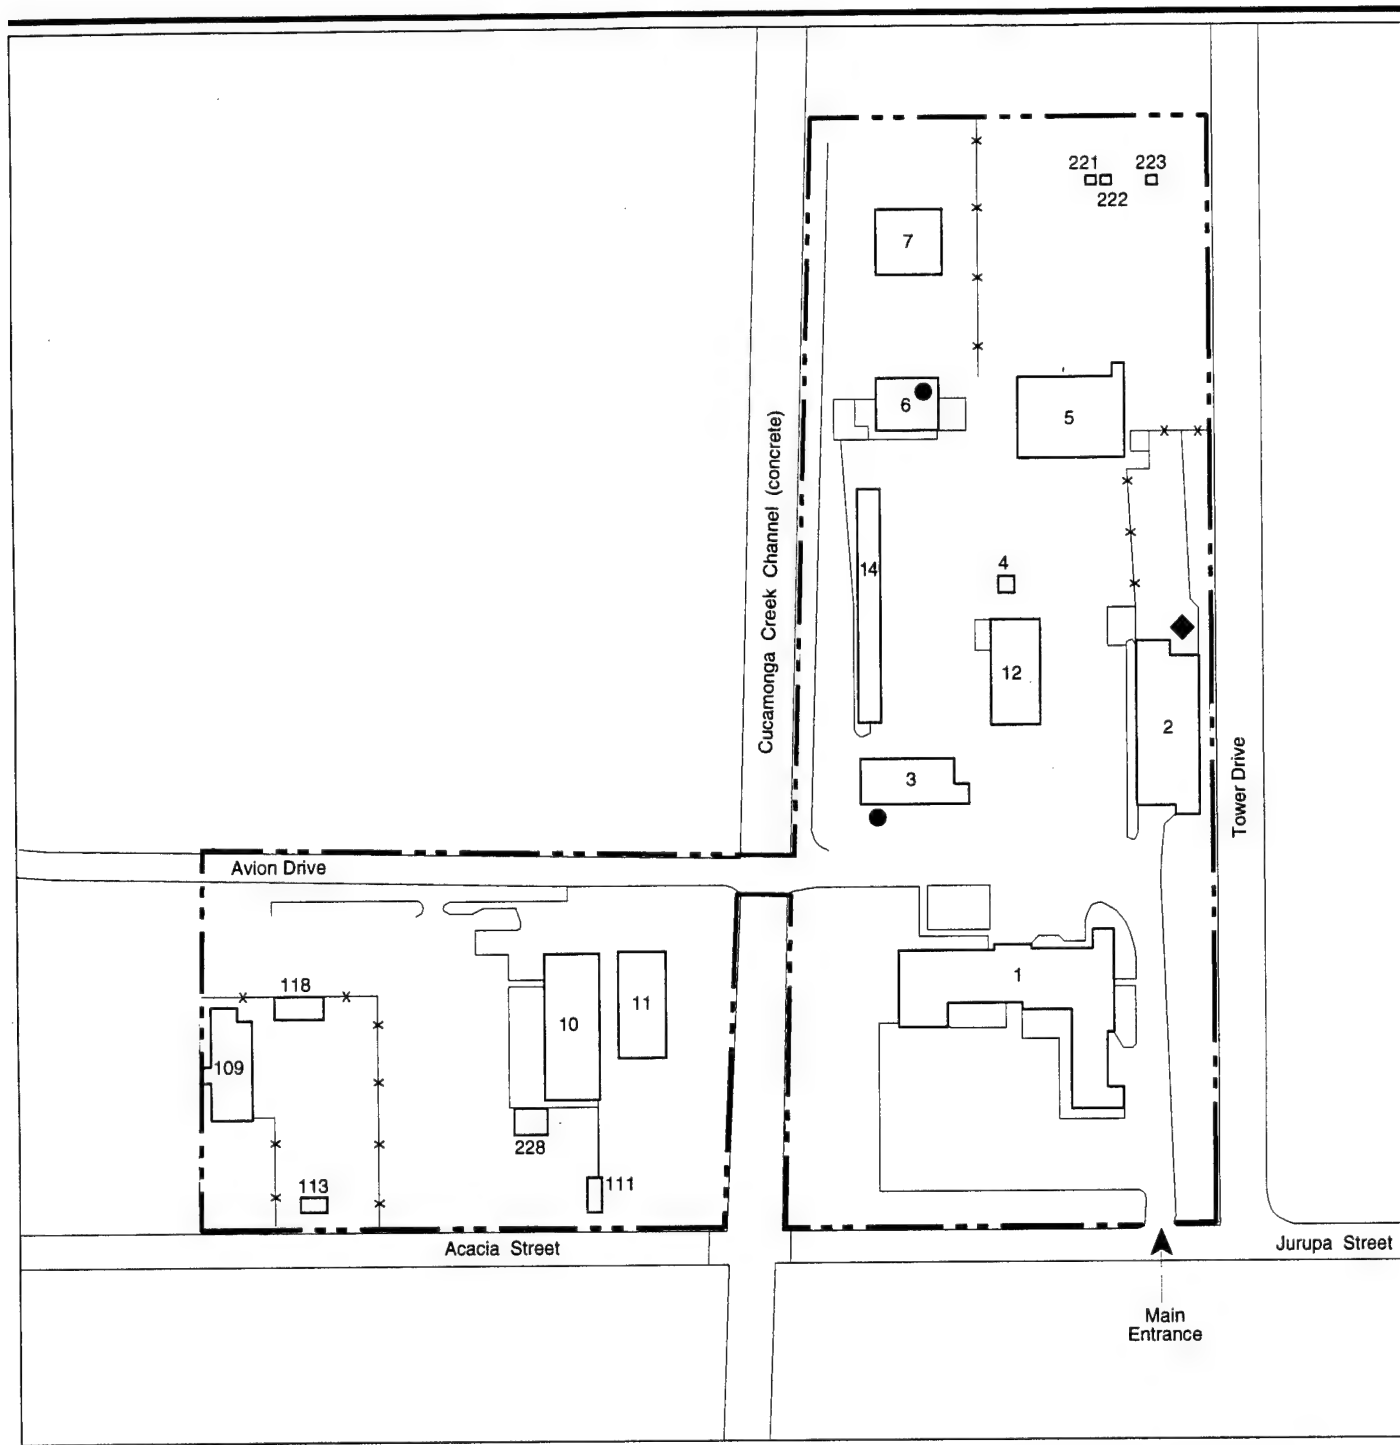 221
223
222
7
6
5
Cucamonga Creek Channel (concrete)
14
4
12
2
3
Tower Drive
Avion Drive
1
118
11
10
109
228
113
111
Acacia Street
Jurupa Street
Main
Entrance